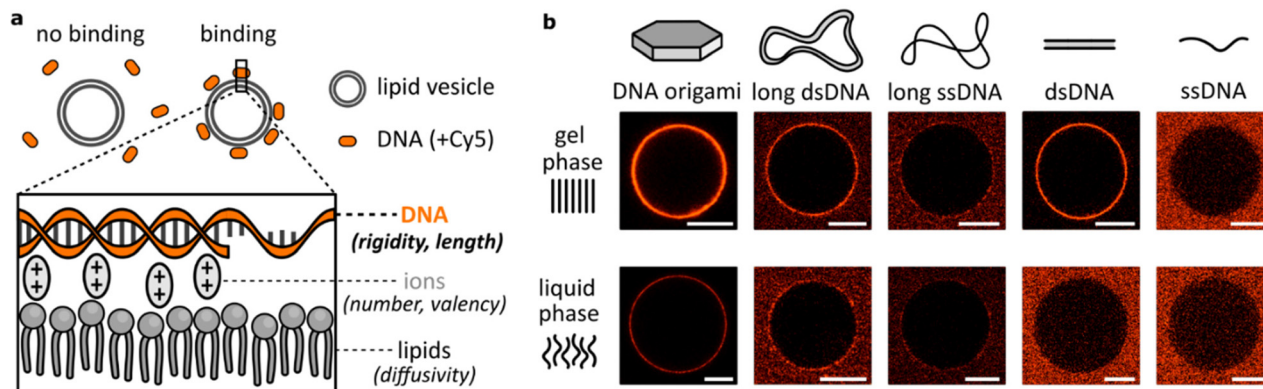 a
no binding
binding
lipid vesicle
DNA (+Cy5)
DNA
(rigidity, length)
ions
(number, valency)
lipids
(diffusivity)
++
++
++
++
b
DNA origami
long dsDNA
long ssDNA
dsDNA
ssDNA
gel
phase
liquid
phase